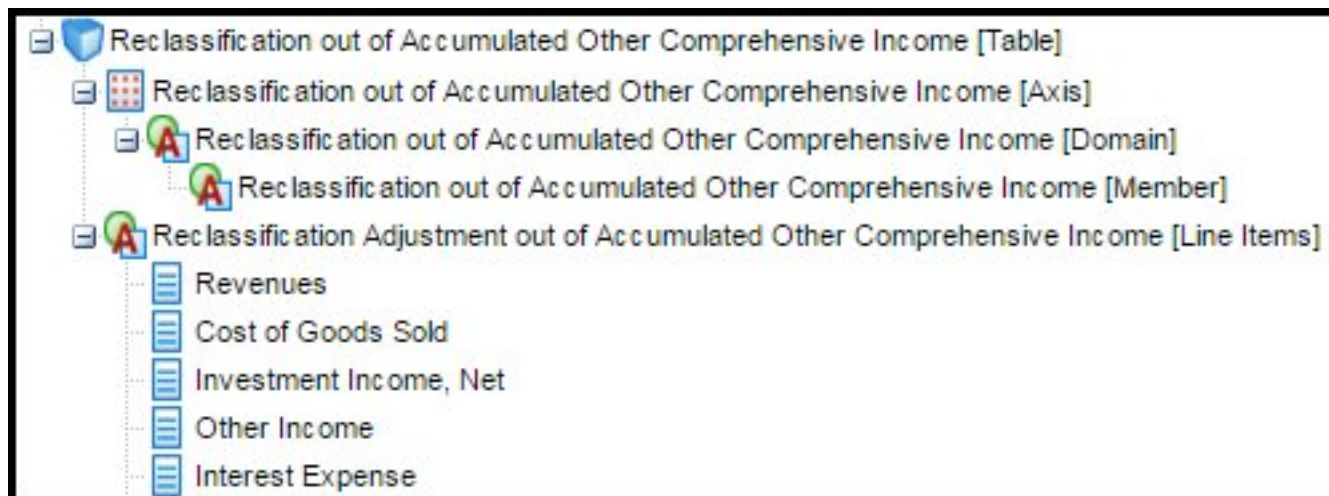 Reclassification out of Accumulated Other Comprehensive Income [Table]
Reclassification out of Accumulated Other Comprehensive Income [Axis]
Reclassification out of Accumulated Other Comprehensive Income [Domain]
Reclassification out of Accumulated Other Comprehensive Income [Member]
Reclassification Adjustment out of Accumulated Other Comprehensive Income [Line Items]
Revenues
Cost of Goods Sold
Investment Income, Net
Other Income
Interest Expense